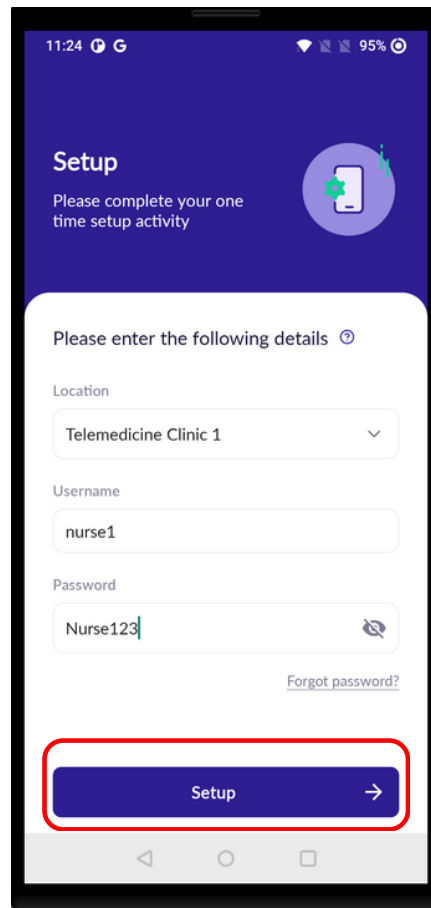 11:24 G 95%
Setup
Please complete your one
time setup activity
Please enter the following details ?
Location
Telemedicine Clinic 1
Username
nurse1
Password
Nurse123
Forgot password?
Setup